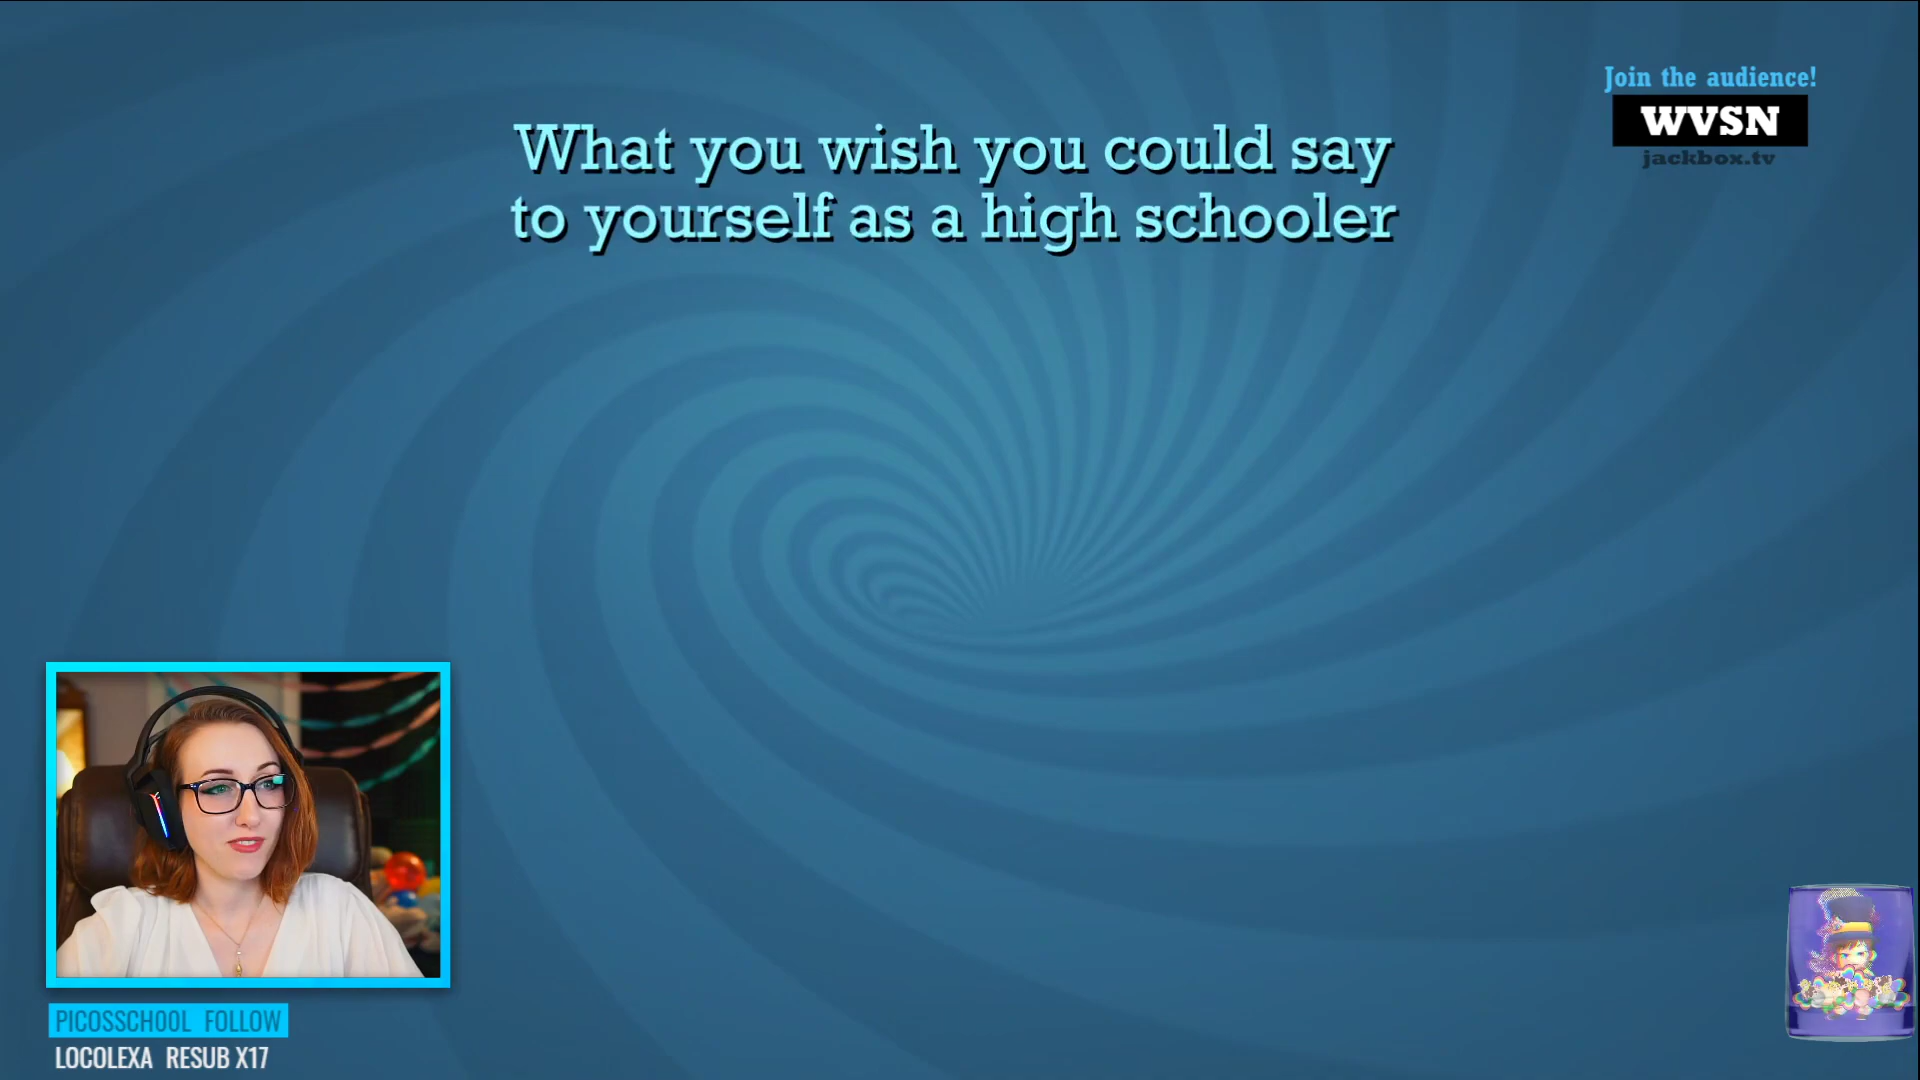 Join the audience!
WVSN
jackbox.tv
What you wish you could say
to yourself as a high schooler
PICOSSCHOOL FOLLOW
LOCOLEXA RESUB X17